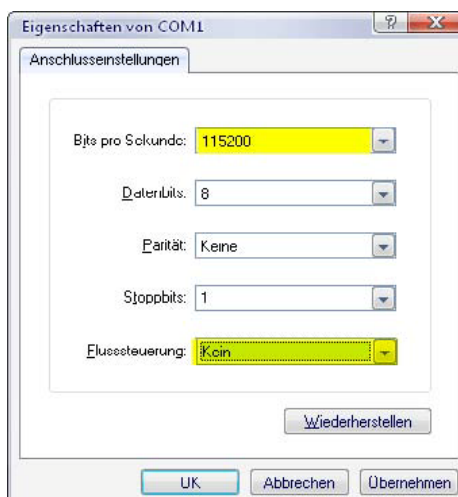 Eigenschaften von COM1
Anschlusseinstellungen
Bits pro Sekunde: 115200
Datenbits: 8
Parität: Keine
Stoppbits: 1
Flusssteuerung: Kein
Wiederherstellen
OK Abbrechen Übernehmen